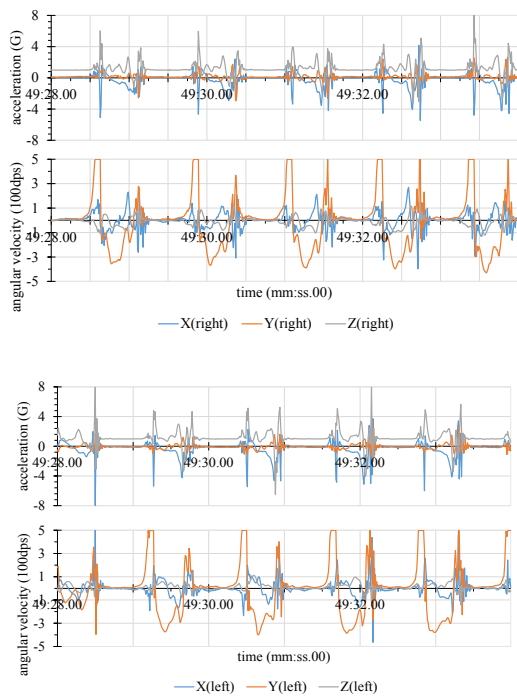 8
4
0
-4
-8
acceleration (G)
49:28.00 49:30.00 49:32.00
5
3
1
-1
-3
-5
angular velocity (100dps)
49:28.00 49:30.00 49:32.00
time (mm:ss.00)
X(right) Y(right) Z(right)
8
4
0
-4
-8
acceleration (G)
49:28.00 49:30.00 49:32.00
5
3
1
-1
-3
-5
angular velocity (100dps)
49:28.00 49:30.00 49:32.00
time (mm:ss.00)
X(left) Y(left) Z(left)